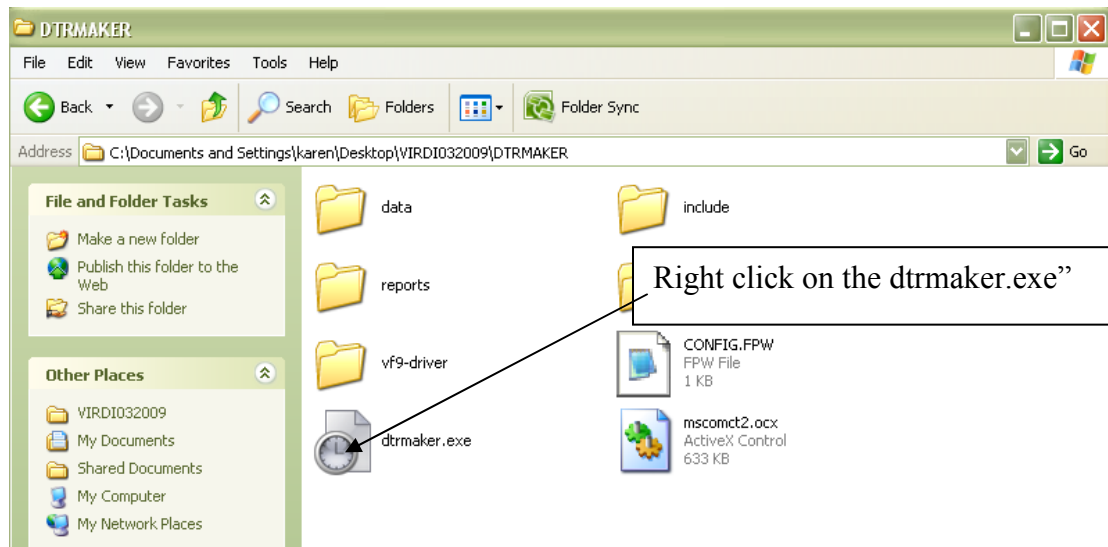 DTRMAKER
File Edit View Favorites Tools Help
Back Search Folders Folder Sync
Address C:\Documents and Settings\karen\Desktop\VIRDI032009\DTRMAKER Go
File and Folder Tasks
Make a new folder
Publish this folder to the
Web
Share this folder
Other Places
VIRDI032009
My Documents
Shared Documents
My Computer
My Network Places
data
include
reports
Right click on the dtrmaker.exe”
vf9-driver
CONFIG.FPW
FPW File
1 KB
dtrmaker.exe
mscomct2.ocx
ActiveX Control
633 KB